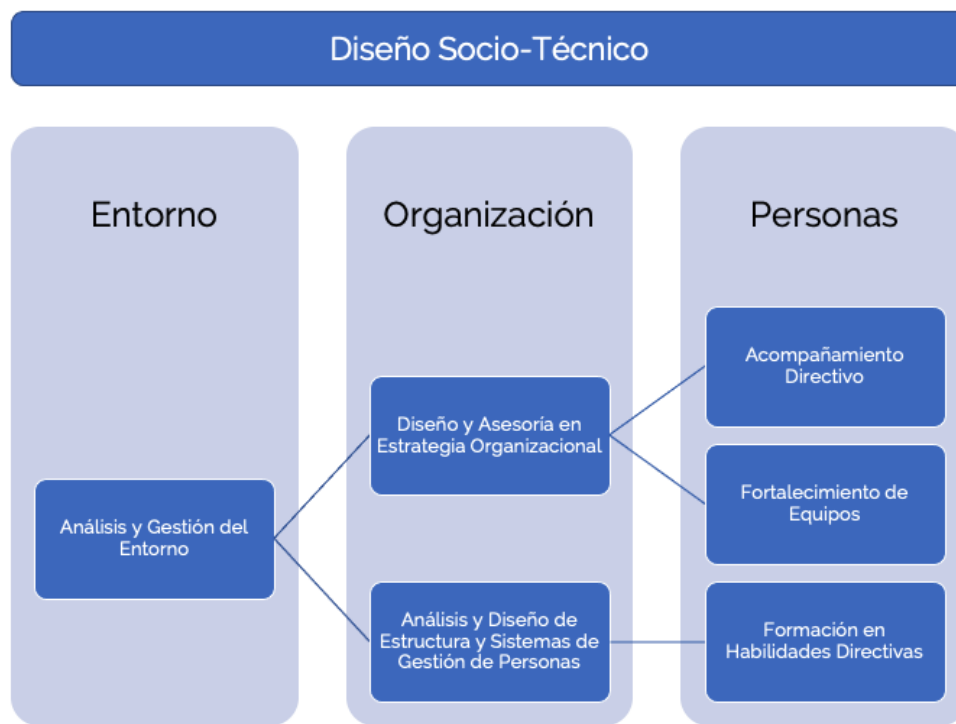 Diseño Socio-Técnico
Entorno
Organización
Personas
Análisis y Gestión del
Entorno
Diseño y Asesoría en
Estrategia Organizacional
Análisis y Diseño de
Estructura y Sistemas de
Gestión de Personas
Acompañamiento
Directivo
Fortalecimiento de
Equipos
Formación en
Habilidades Directivas